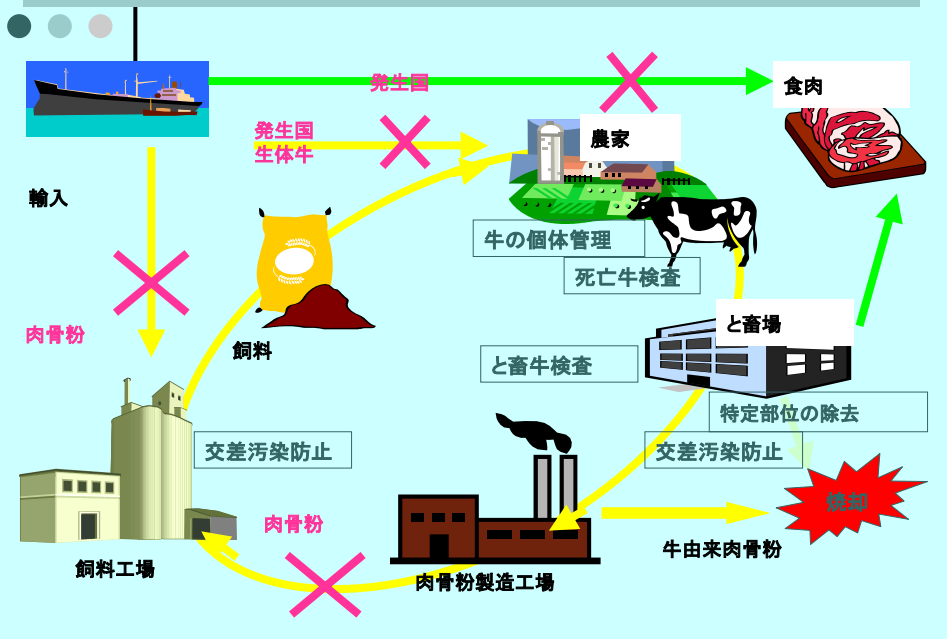 発生国
食肉
発生国
生体牛
農家
輸入
牛の個体管理
死亡牛検査
と畜場
肉骨粉
飼料
と畜牛検査
特定部位の除去
交差汚染防止
交差汚染防止
焼却
肉骨粉
牛由来肉骨粉
飼料工場
肉骨粉製造工場